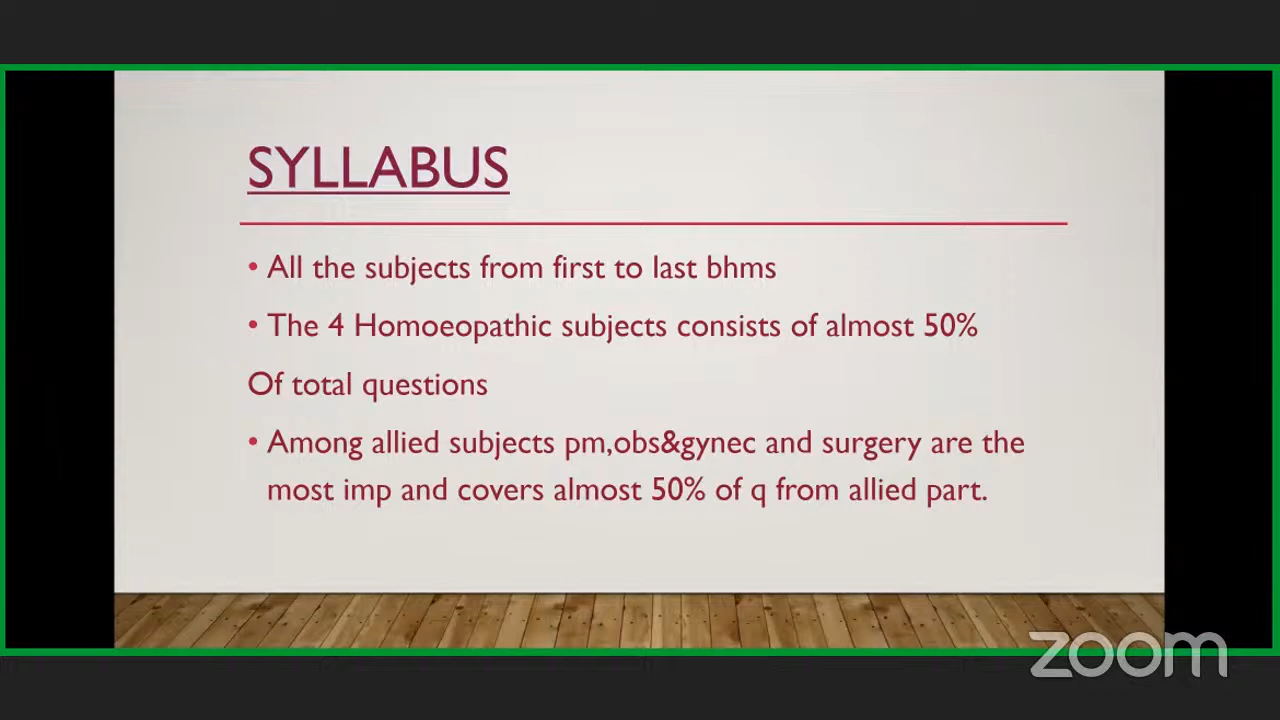 SYLLABUS
• All the subjects from first to last bhms
• The 4 Homoeopathic subjects consists of almost 50%
Of total questions
• Among allied subjects pm,obs&gynec and surgery are the
most imp and covers almost 50% of q from allied part.
zoom